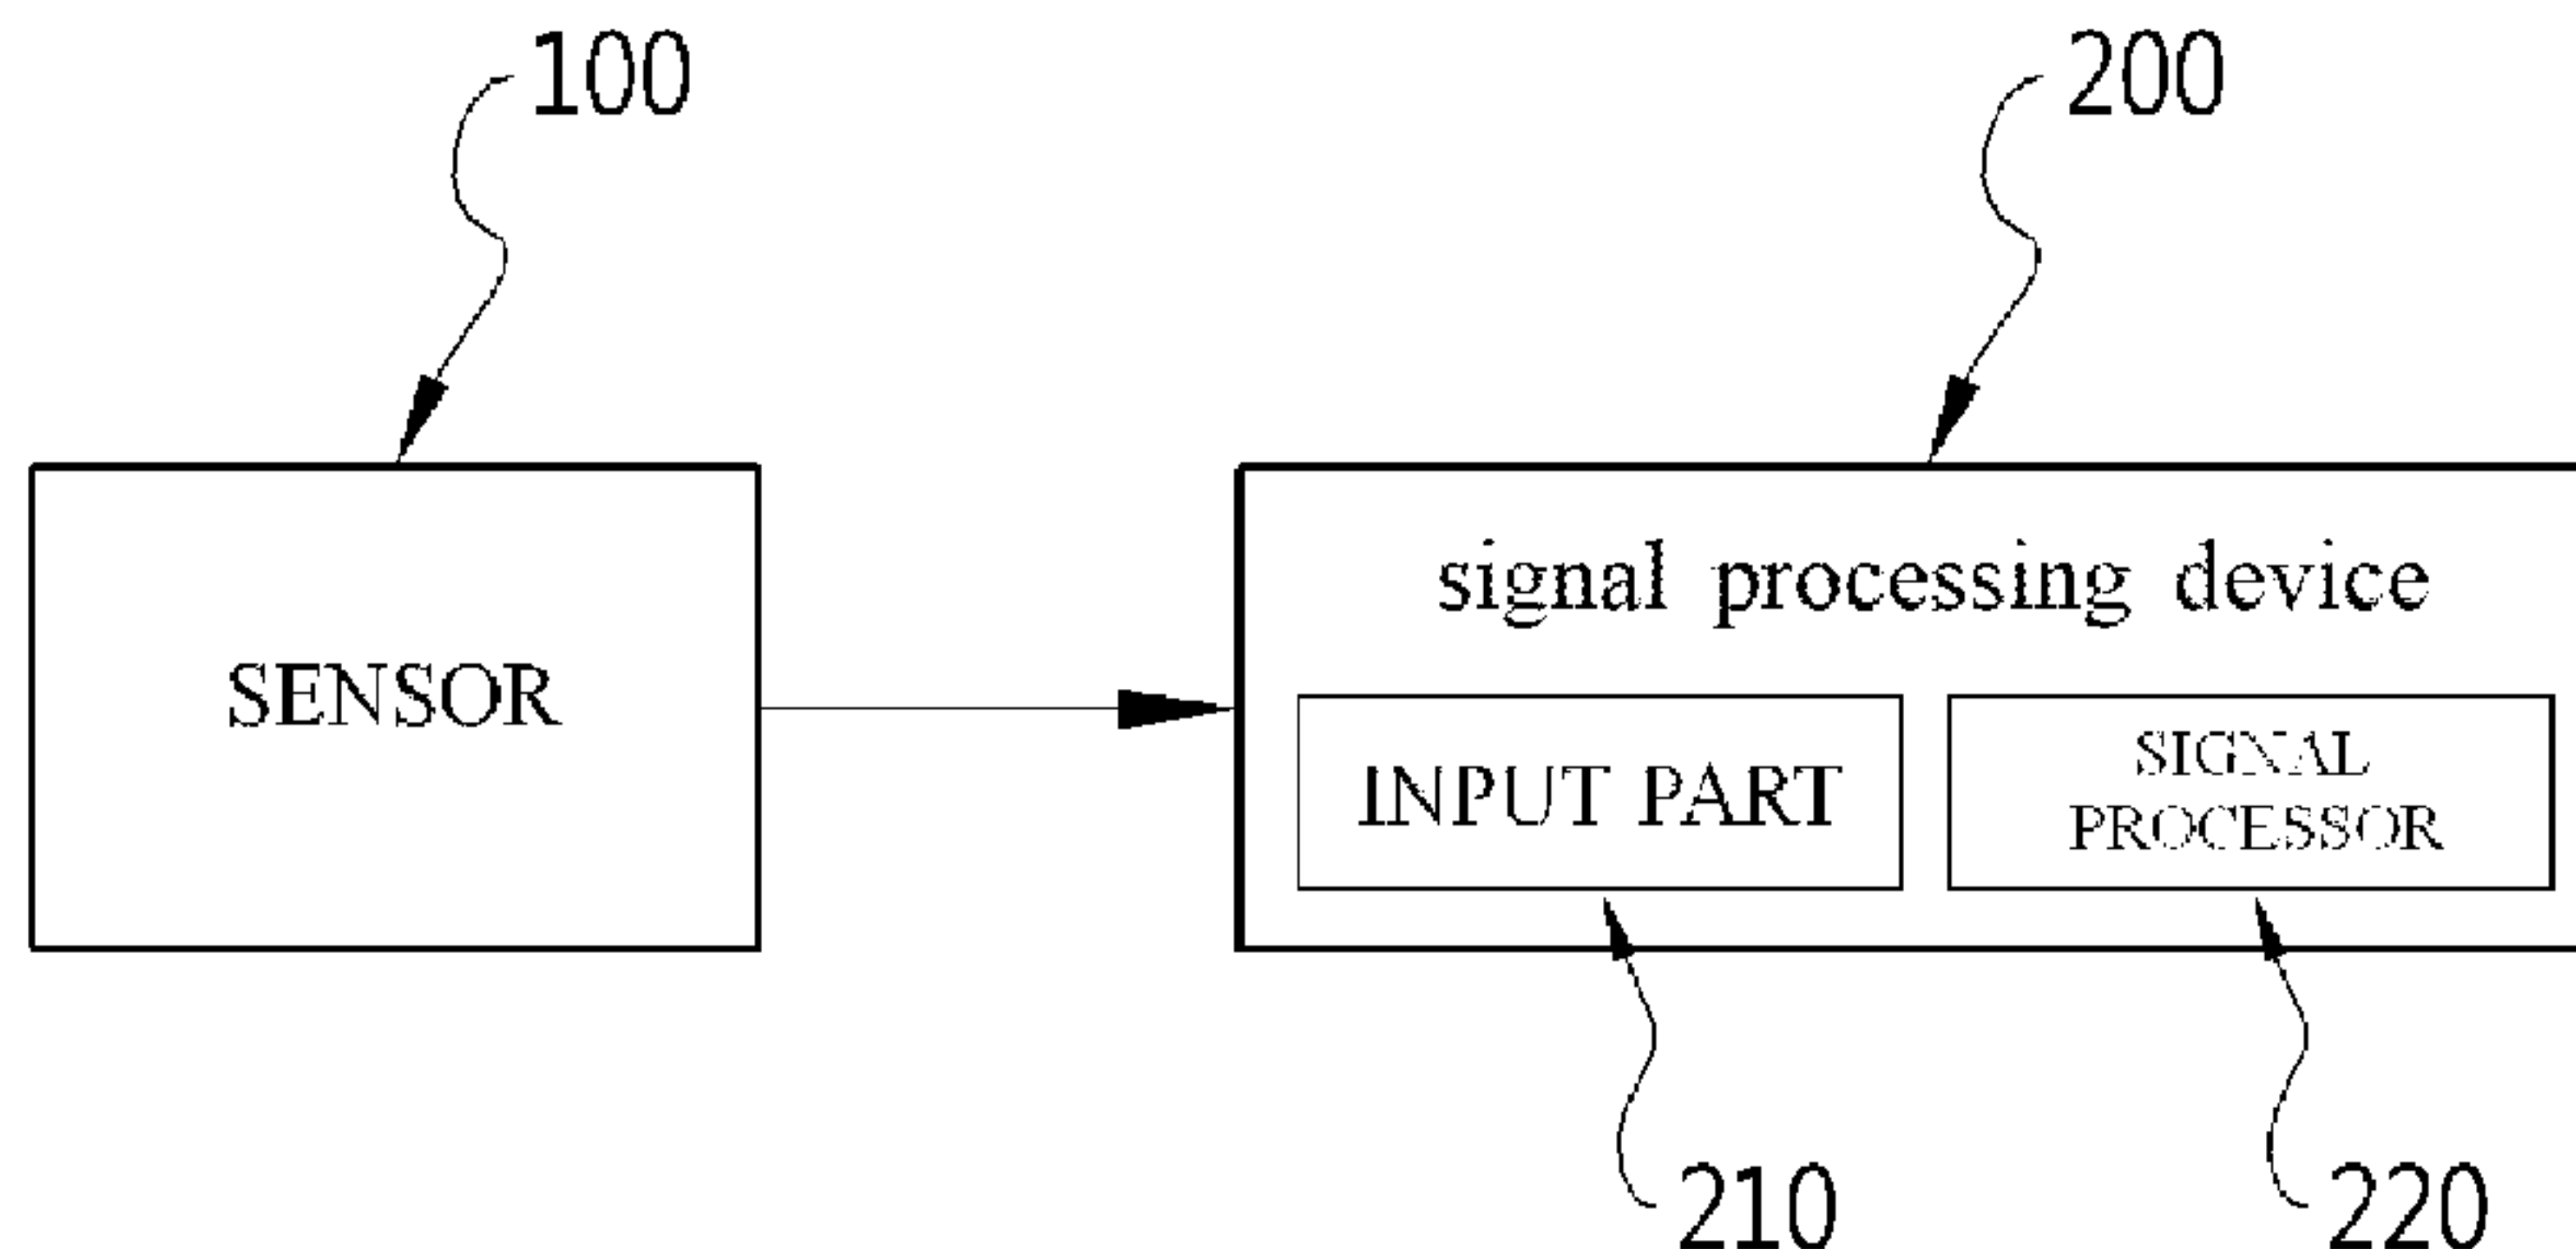 100
200
SENSOR
signal processing device
INPUT PART
SIGNAL
PROCESSOR
210
220